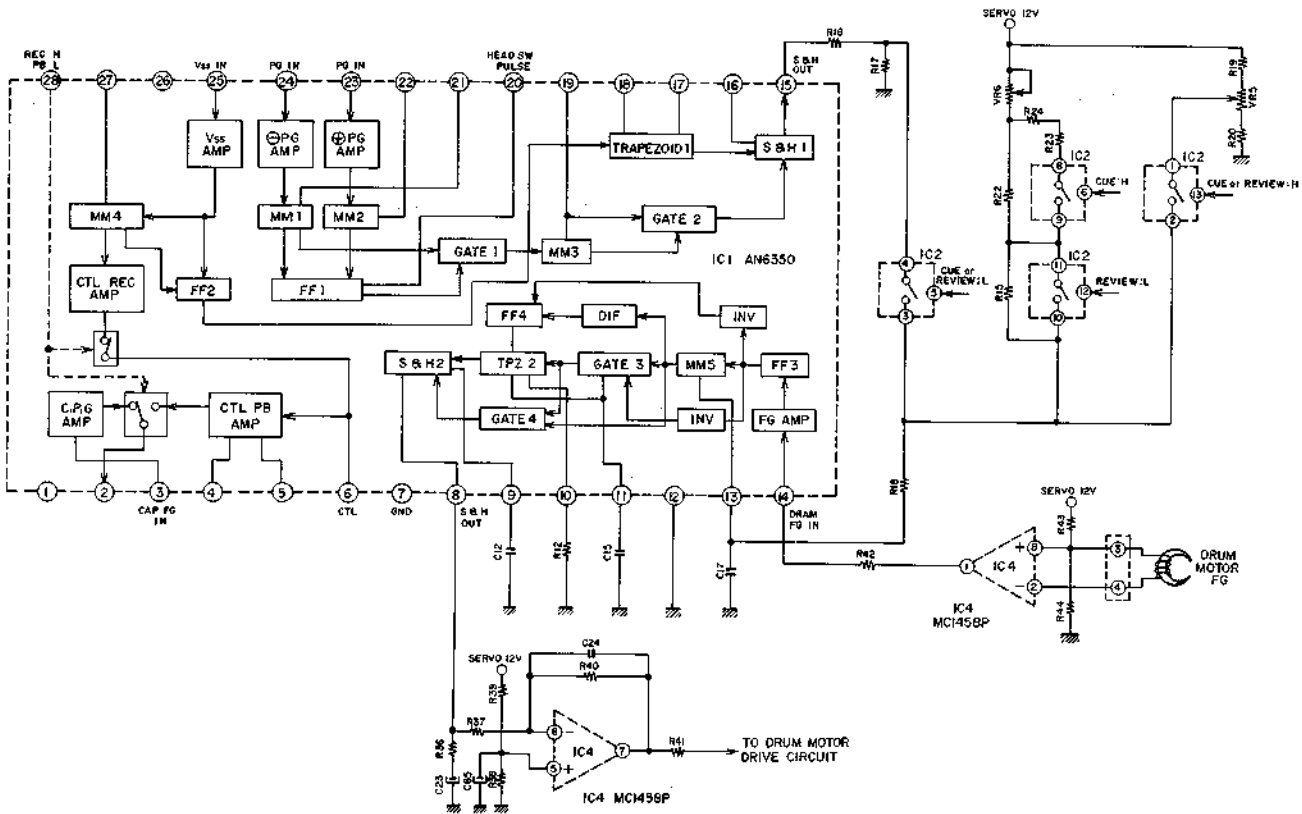 SERVO 12V
REC H
PB L
Vss IN
PG IN
PG IN
HEAD SW
PULSE
S&H
OUT
R18
R17
VR6
R24
R23
R22
R15
R19
VR5
R20
28
27
26
25
24
23
22
21
20
19
18
17
16
15
Vss
AMP
⊖PG
AMP
⊕PG
AMP
TRAPEZOID1
S&H1
MM4
MM1
MM2
GATE 1
MM3
GATE 2
IC1 AN6350
CTL REC
AMP
FF2
FF1
IC2
8
6
CUE:H
9
IC2
1
13
CUE or REVIEW:H
2
IC2
11
12
REVIEW:L
10
IC2
4
CUE or
REVIEW:L
3
FF4
DIF
INV
S&H2
TPZ 2
GATE 3
MM5
FF3
GATE4
INV
FG AMP
AMP
CTL PB
AMP
1
2
3
4
5
6
7
8
9
10
11
12
13
14
CAP FG
IN
CTL
GND
S&H
OUT
DRAM
FG IN
C12
R12
C15
C17
R16
R42
SERVO 12V
R43
R44
1
IC4
+
−
2
3
4
IC4
MC1458P
DRUM
MOTOR
FG
SERVO 12V
R39
C24
R40
R37
R36
C23
R38
6
−
5
+
IC4
7
R41
TO DRUM MOTOR
DRIVE CIRCUIT
IC4 MC1458P